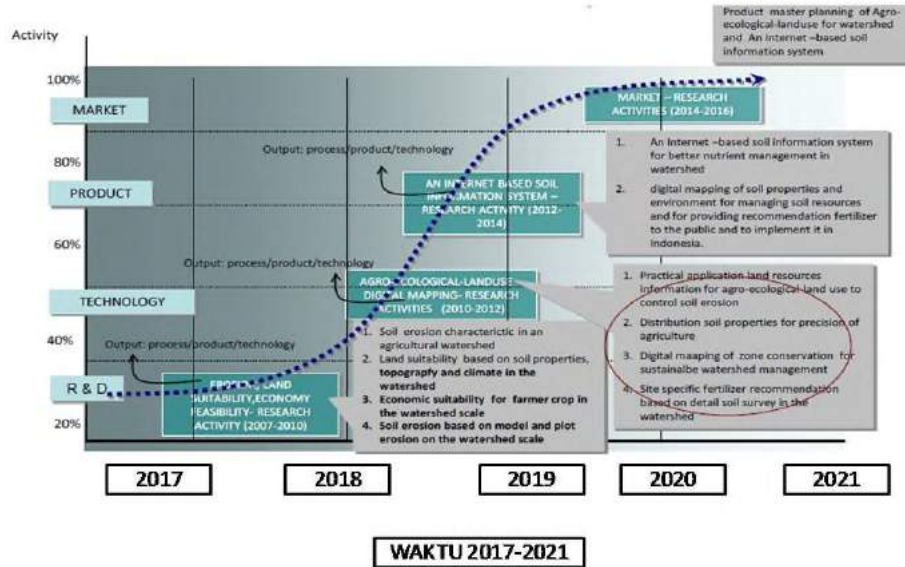 Product master planning of Agro-
ecological-landuse for watershed
and An internet –based soil
information system
Activity
100%
MARKET
MARKET – RESEARCH
ACTIVITIES (2014-2016)
80%
Output: process/product/technology
1. An Internet –based soil information system
for better nutrient management in
watershed
2. digital mapping of soil properties and
environment for managing soil resources
and for providing recommendation fertilizer
to the public and to implement it in
Indonesia.
PRODUCT
AN INTERNET BASED SOIL
INFORMATION SYSTEM –
RESEARCH ACTIVITY (2012-
2014)
60%
Output: process/product/technology
TECHNOLOGY
AGRO-ECOLOGICAL-LANDUSE
DIGITAL MAPPING- RESEARCH
ACTIVITIES (2010-2012)
1. Practical application land resources
information for agro-ecological land use to
control soil erosion
2. Distribution soil properties for precision of
agriculture
3. Digital maaping of zone conservation for
sustainalbe watershed management
4. Site specific fertilizer recommendation
based on detail soil survey in the
watershed
40%
Output: process/product/technology
1. Soil erosion characterictic in an
agricultural watershed
2. Land suitability based on soil properties,
topograpfy and climate in the
watershed
3. Economic suitability for farmer crop in
the watershed scale
4. Soil erosion based on model and plot
erosion on the watershed scale
R & D
EROSION, LAND
SUITABILITY,ECONOMY
FEASIBILITY- RESEARCH
ACTIVITY (2007-2010)
20%
2017
2018
2019
2020
2021
WAKTU 2017-2021